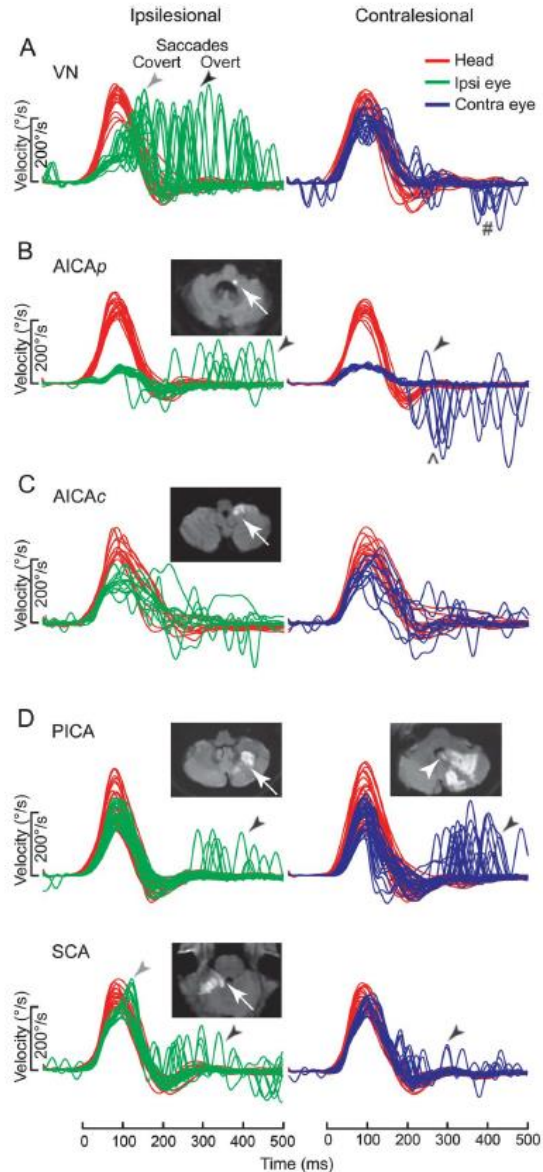 Ipsilesional
Contralesional
A
VN
Saccades
Covert Overt
Head
Ipsi eye
Contra eye
Velocity (°/s)
200°/s
#
B
AICAp
Velocity (°/s)
200°/s
^
C
AICAc
Velocity (°/s)
200°/s
D
PICA
Velocity (°/s)
200°/s
SCA
Velocity (°/s)
200°/s
0 100 200 300 400 500
0 100 200 300 400 500
Time (ms)